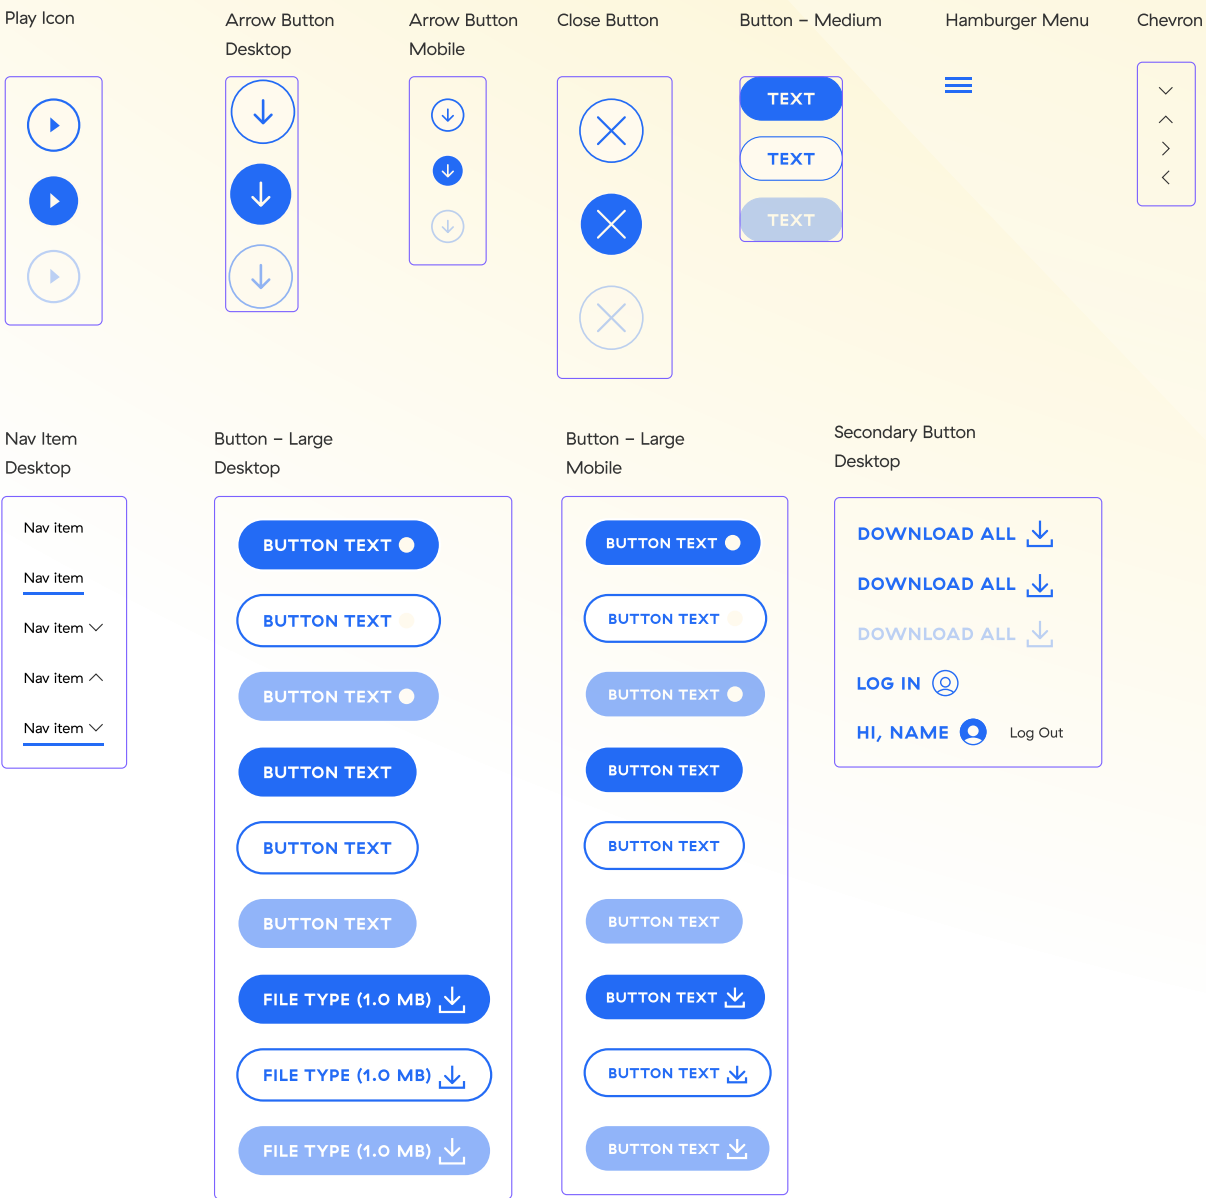 Play Icon
Arrow Button
Desktop
Arrow Button
Mobile
Close Button
Button – Medium
TEXT
TEXT
TEXT
Hamburger Menu
Chevron
Nav Item
Desktop
Nav item
Nav item
Nav item
Nav item
Nav item
Button – Large
Desktop
BUTTON TEXT
BUTTON TEXT
BUTTON TEXT
BUTTON TEXT
BUTTON TEXT
BUTTON TEXT
FILE TYPE (1.0 MB)
FILE TYPE (1.0 MB)
FILE TYPE (1.0 MB)
Button – Large
Mobile
BUTTON TEXT
BUTTON TEXT
BUTTON TEXT
BUTTON TEXT
BUTTON TEXT
BUTTON TEXT
BUTTON TEXT
BUTTON TEXT
BUTTON TEXT
Secondary Button
Desktop
DOWNLOAD ALL
DOWNLOAD ALL
DOWNLOAD ALL
LOG IN
HI, NAME Log Out